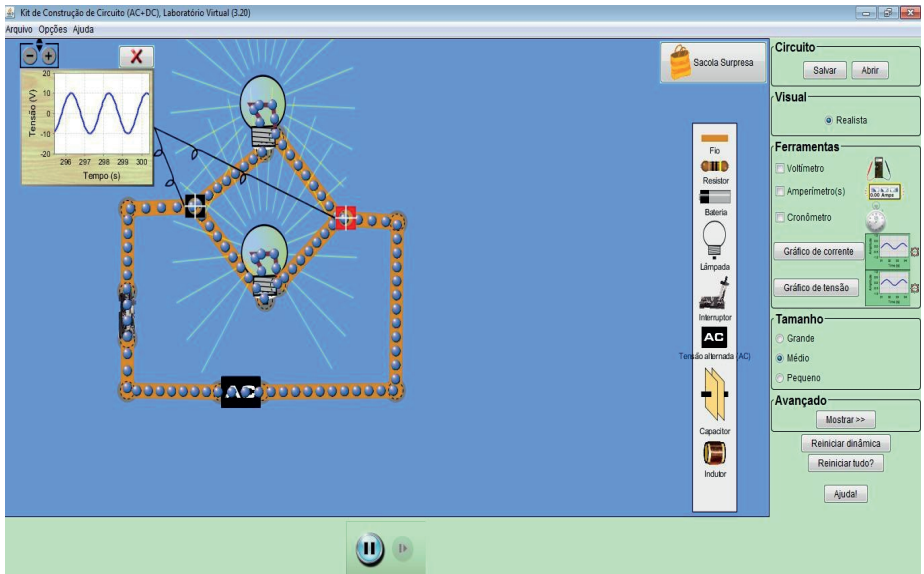 Kit de Construção de Circuito (AC+DC), Laboratório Virtual (3.20)
Arquivo Opções Ajuda
20
10
0
-10
-20
Tensão (V)
296 297 298 299 300
Tempo (s)
AC
Sacola Surpresa
Fio
Resistor
Bateria
Lâmpada
Interruptor
AC
Tensão alternada (AC)
Capacitor
Indutor
Circuito
Salvar Abrir
Visual
Realista
Ferramentas
Voltímetro
Amperímetro(s)
0.00 Amps
Cronômetro
Gráfico de corrente
Gráfico de tensão
Tamanho
Grande
Médio
Pequeno
Avançado
Mostrar >>
Reiniciar dinâmica
Reiniciar tudo?
Ajuda!